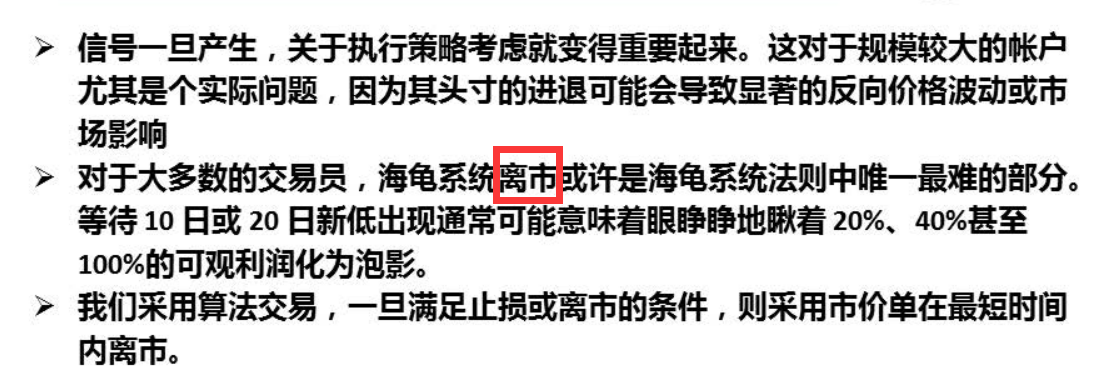 ➢ 信号一旦产生，关于执行策略考虑就变得重要起来。这对于规模较大的帐户
尤其是个实际问题，因为其头寸的进退可能会导致显著的反向价格波动或市
场影响
➢ 对于大多数的交易员，海龟系统离市或许是海龟系统法则中唯一最难的部分。
等待 10 日或 20 日新低出现通常可能意味着眼睁睁地瞅着 20%、40%甚至
100%的可观利润化为泡影。
➢ 我们采用算法交易，一旦满足止损或离市的条件，则采用市价单在最短时间
内离市。